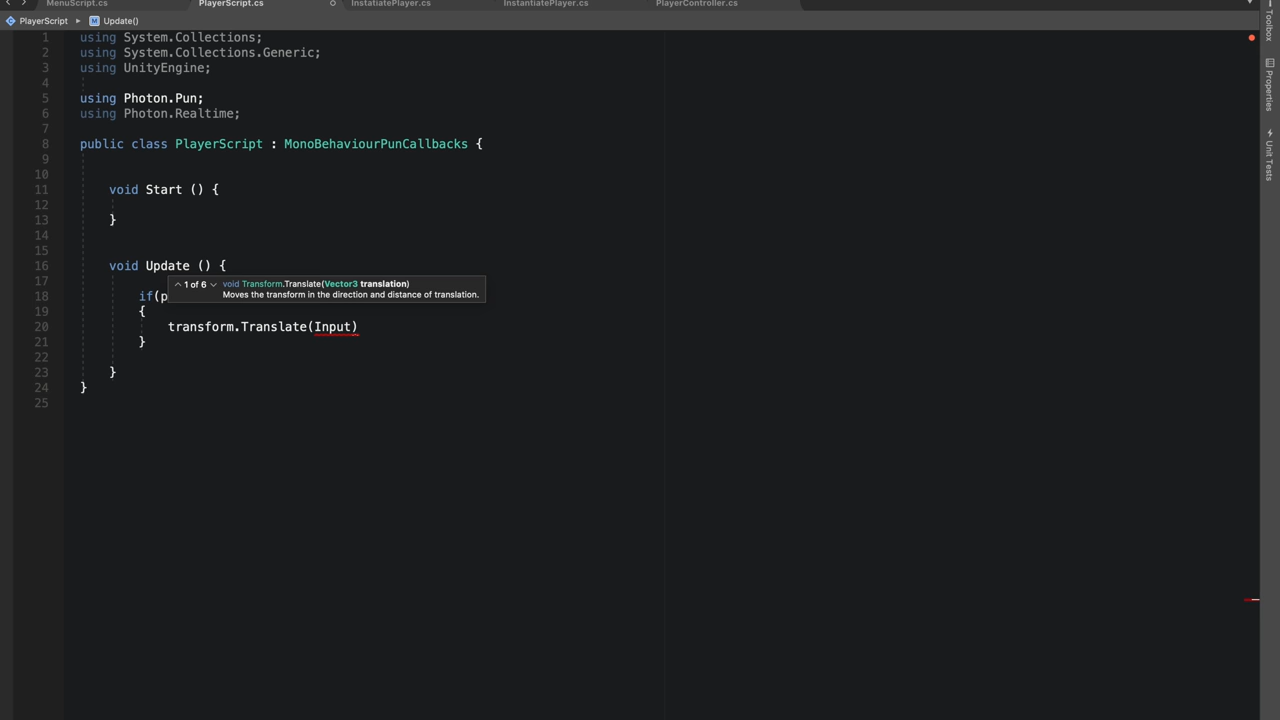 MenuScript.cs PlayerScript.cs InstatiatePlayer.cs InstantiatePlayer.cs PlayerController.cs
PlayerScript M Update()
1 using System.Collections;
2 using System.Collections.Generic;
3 using UnityEngine;
4
5 using Photon.Pun;
6 using Photon.Realtime;
7
8 public class PlayerScript : MonoBehaviourPunCallbacks {
9
10
11 void Start () {
12
13 }
14
15
16 void Update () {
17
1 of 6 void Transform.Translate(Vector3 translation)
Moves the transform in the direction and distance of translation.
18 if(p
19 {
20 transform.Translate(Input)
21 }
22
23 }
24 }
25
Toolbox
Properties
Unit Tests